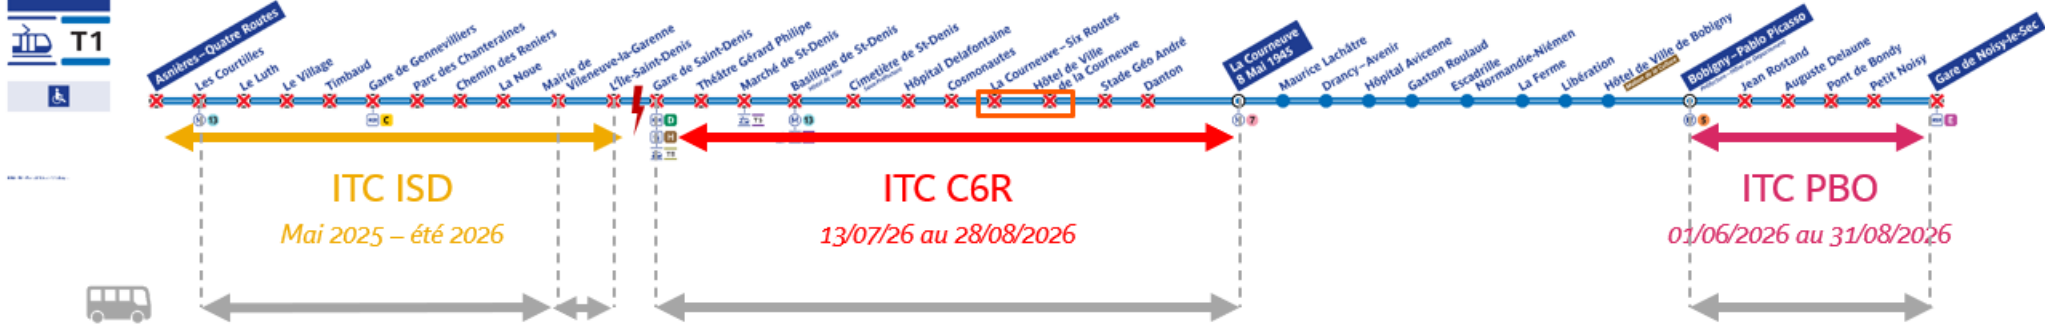 T1
Asnières–Quatre Routes
Les Courtilles
Le Luth
Le Village
Timbaud
Gare de Gennevilliers
Parc des Chanteraines
Chemin des Reniers
La Noue
Mairie de
Villeneuve-la-Garenne
L'Île-Saint-Denis
Gare de Saint-Denis
Théâtre Gérard Philipe
Marché de St-Denis
Basilique de St-Denis
Cimetière de St-Denis
Hôpital Delafontaine
Cosmonautes
La Courneuve–Six Routes
Hôtel de Ville
de la Courneuve
Stade Géo André
Danton
La Courneuve
8 Mai 1945
Maurice Lachâtre
Drancy–Avenir
Hôpital Avicenne
Gaston Roulaud
Escadrille
Normandie–Niémen
La Ferme
Libération
Hôtel de Ville de Bobigny
Bobigny–Pablo Picasso
Jean Rostand
Auguste Delaune
Pont de Bondy
Petit Noisy
Gare de Noisy-le-Sec
13
C
D
H
13
7
5
E
ITC ISD
Mai 2025 – été 2026
ITC C6R
13/07/26 au 28/08/2026
ITC PBO
01/06/2026 au 31/08/2026